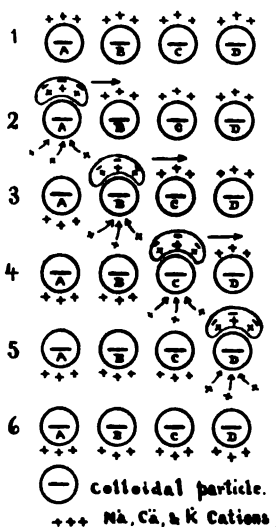 1 +++ +++ +++ +++
A B C D
2 +++ +++ +++
A B C D
3 +++ +++
A B C D
+++
4 +++
A B C D
+++ +++
5 A B C D
+++ +++ +++
6 A B C D
+++ +++ +++ +++
— Colloidal particle.
+++ Na, Ca, & K Cations